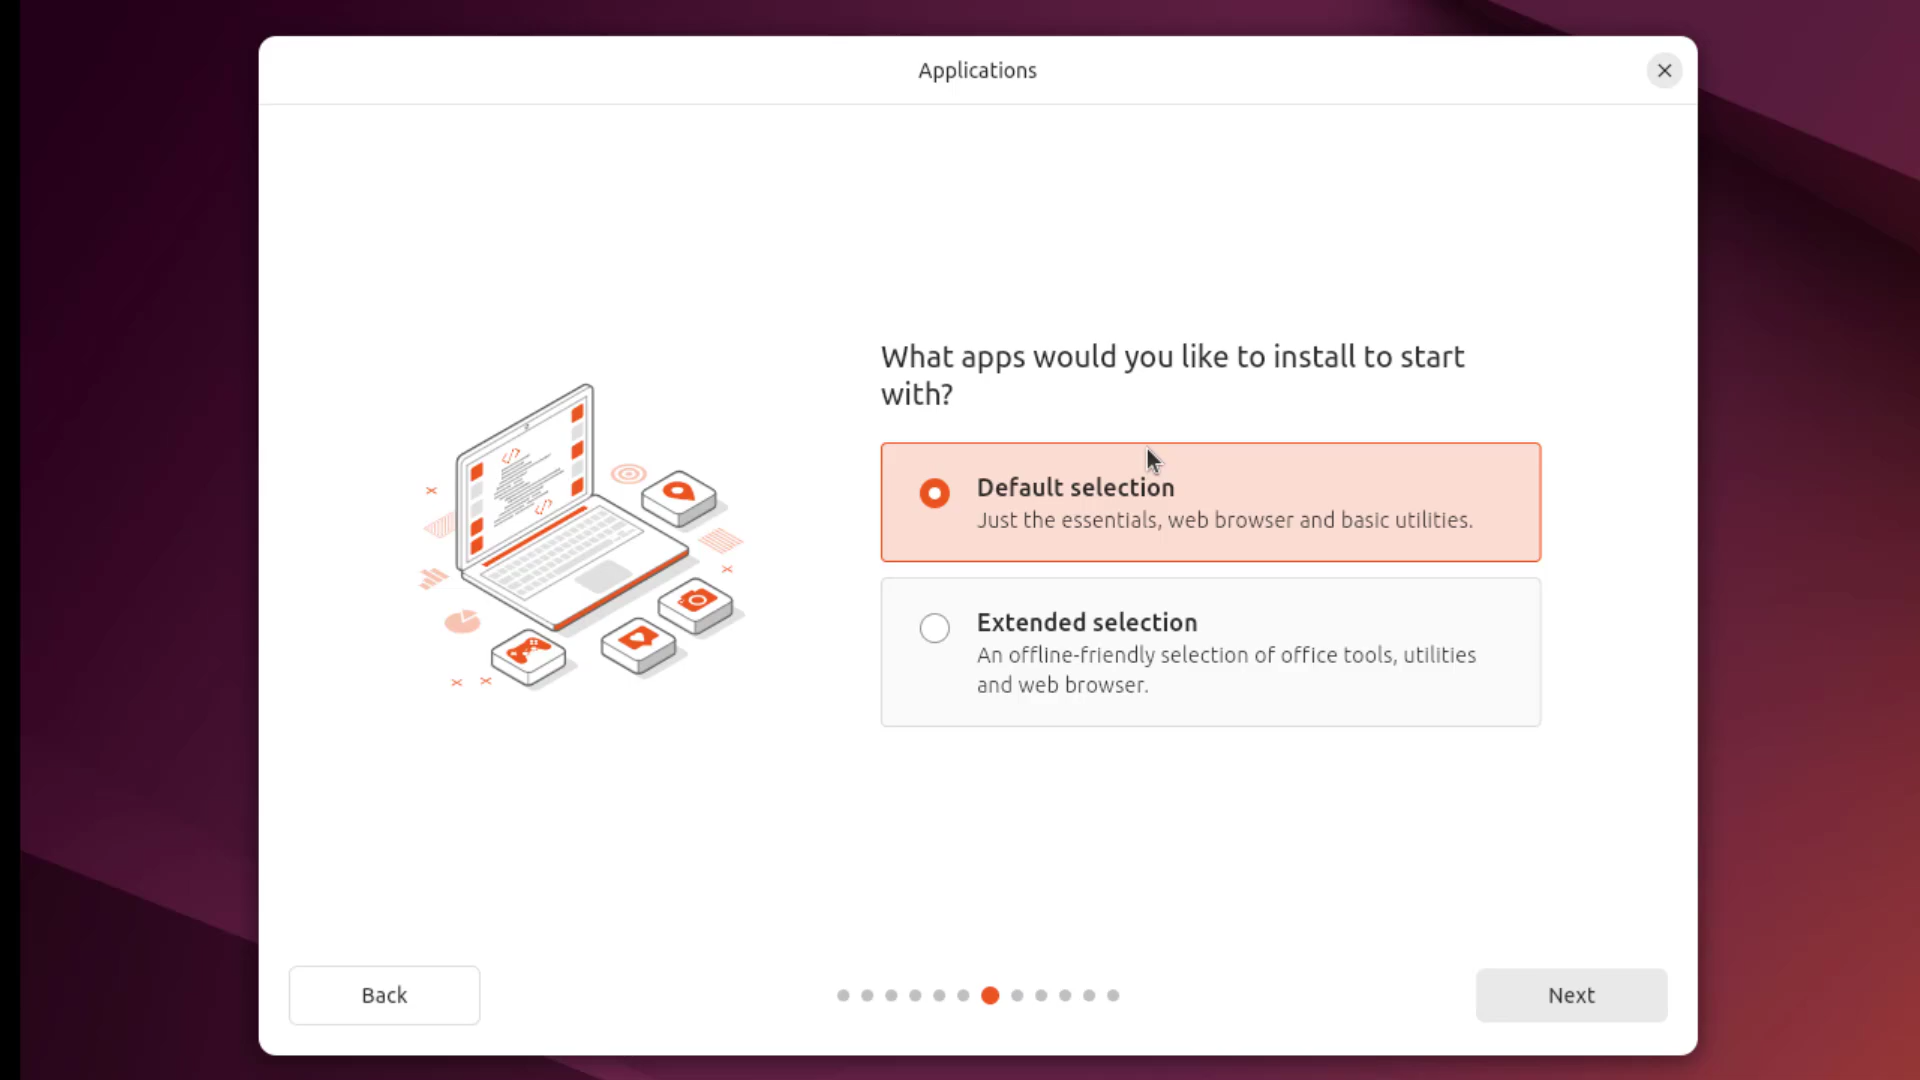 Applications
What apps would you like to install to start
with?
Default selection
Just the essentials, web browser and basic utilities.
Extended selection
An offline-friendly selection of office tools, utilities
and web browser.
Back
Next